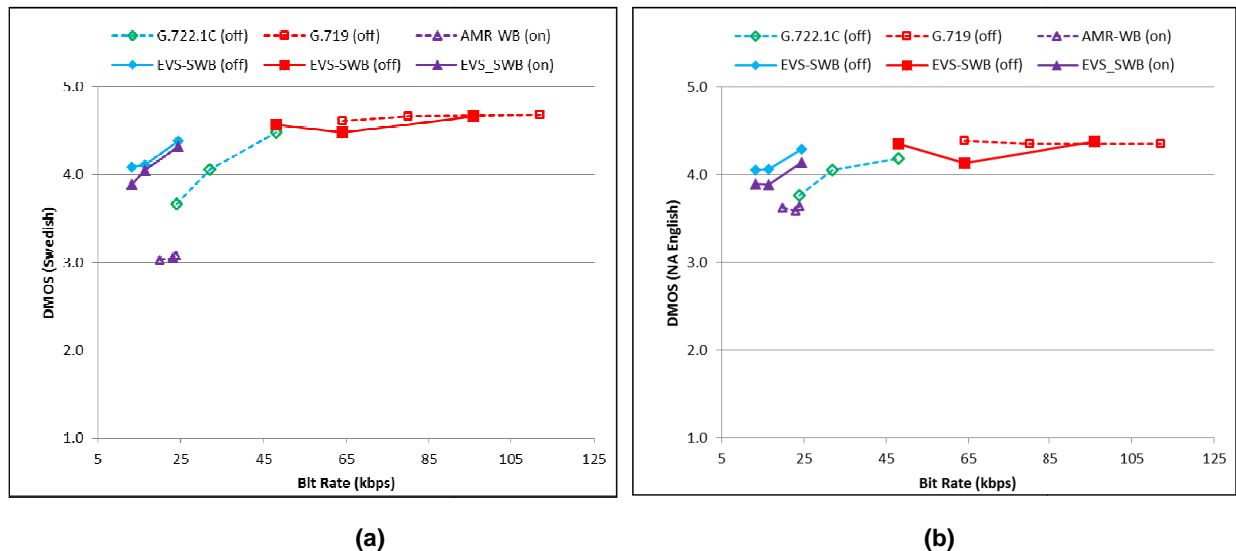 G.722.1C (off) G.719 (off) AMR WB (on)
EVS-SWB (off) EVS-SWB (off) EVS_SWB (on)
5.0
4.0
3.0
2.0
1.0
DMOS (Swedish)
5 25 45 65 85 105 125
Bit Rate (kbps)
(a)
G.722.1C (off) G.719 (off) AMR-WB (on)
EVS-SWB (off) EVS-SWB (off) EVS_SWB (on)
5.0
4.0
3.0
2.0
1.0
DMOS (NA English)
5 25 45 65 85 105 125
Bit Rate (kbps)
(b)